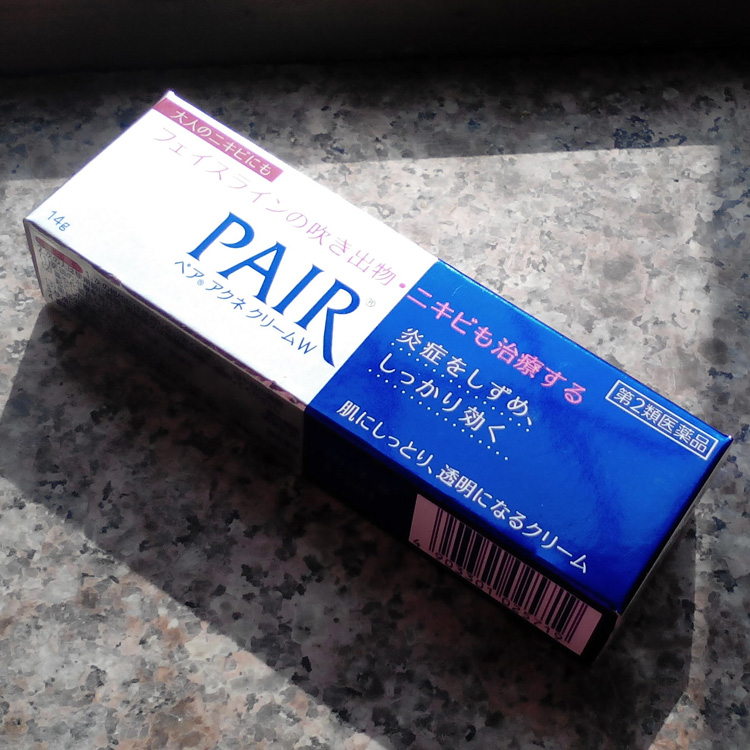 大人のニキビにも
フェイスラインの吹き出物・ニキビも治療する
PAIR®
ペア®アクネクリームW
14g
炎症をしずめ、
しっかり効く
肌にしっとり、透明になるクリーム
第2類医薬品